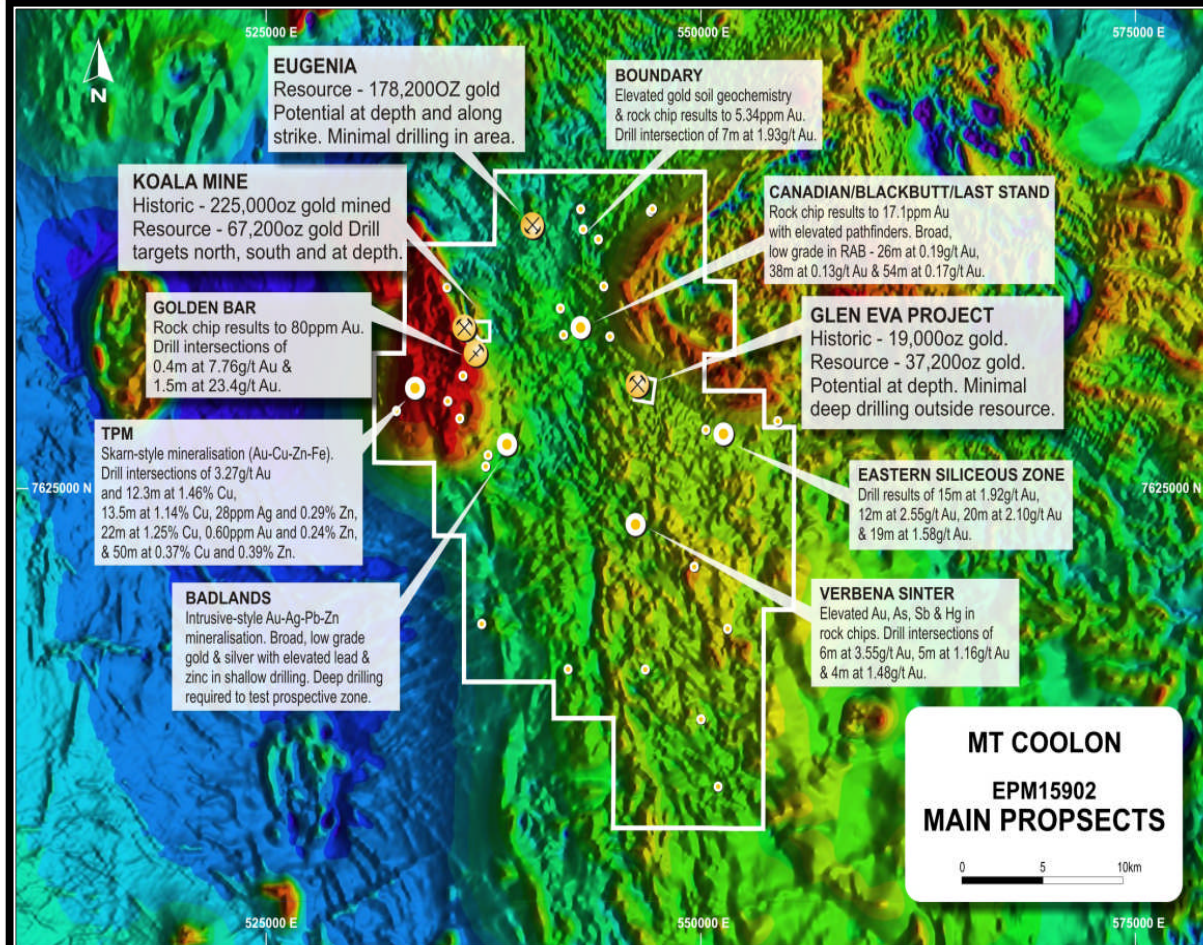 525000 E
550000 E
575000 E
N
EUGENIA
Resource - 178,200OZ gold
Potential at depth and along
strike. Minimal drilling in area.
BOUNDARY
Elevated gold soil geochemistry
& rock chip results to 5.34ppm Au.
Drill intersection of 7m at 1.93g/t Au.
KOALA MINE
Historic - 225,000oz gold mined
Resource - 67,200oz gold Drill
targets north, south and at depth.
CANADIAN/BLACKBUTT/LAST STAND
Rock chip results to 17.1ppm Au
with elevated pathfinders. Broad,
low grade in RAB - 26m at 0.19g/t Au,
38m at 0.13g/t Au & 54m at 0.17g/t Au.
GOLDEN BAR
Rock chip results to 80ppm Au.
Drill intersections of
0.4m at 7.76g/t Au &
1.5m at 23.4g/t Au.
GLEN EVA PROJECT
Historic - 19,000oz gold.
Resource - 37,200oz gold.
Potential at depth. Minimal
deep drilling outside resource.
TPM
Skarn-style mineralisation (Au-Cu-Zn-Fe).
Drill intersections of 3.27g/t Au
and 12.3m at 1.46% Cu,
13.5m at 1.14% Cu, 28ppm Ag and 0.29% Zn,
22m at 1.25% Cu, 0.60ppm Au and 0.24% Zn,
& 50m at 0.37% Cu and 0.39% Zn.
EASTERN SILICEOUS ZONE
Drill results of 15m at 1.92g/t Au,
12m at 2.55g/t Au, 20m at 2.10g/t Au
& 19m at 1.58g/t Au.
7625000 N
7625000 N
BADLANDS
Intrusive-style Au-Ag-Pb-Zn
mineralisation. Broad, low grade
gold & silver with elevated lead &
zinc in shallow drilling. Deep drilling
required to test prospective zone.
VERBENA SINTER
Elevated Au, As, Sb & Hg in
rock chips. Drill intersections of
6m at 3.55g/t Au, 5m at 1.16g/t Au
& 4m at 1.48g/t Au.
MT COOLON
EPM15902
MAIN PROPSECTS
0 5 10km
525000 E
550000 E
575000 E